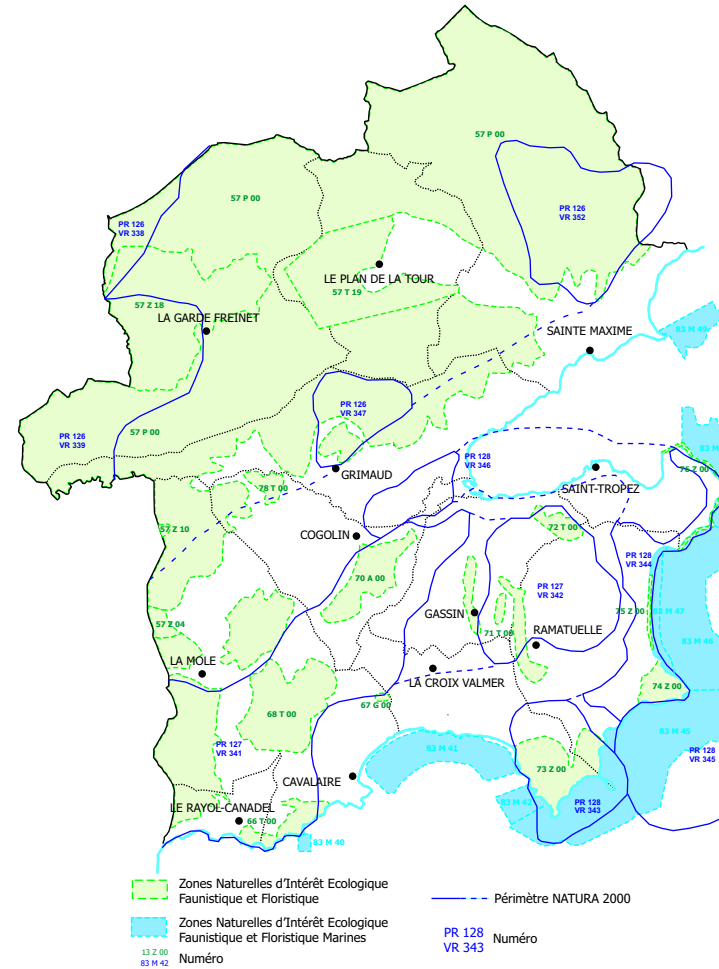 57 P 00
57 P 00
PR 126
VR 338
PR 126
VR 352
LE PLAN DE LA TOUR
57 T 19
57 Z 18
LA GARDE FREINET
SAINTE MAXIME
83 M 49
PR 126
VR 347
PR 126
VR 339
57 P 00
83 M
PR 128
VR 346
76 Z 00
GRIMAUD
78 T 00
SAINT-TROPEZ
57 Z 10
72 T 00
COGOLIN
PR 128
VR 344
70 A 00
PR 127
VR 342
57 Z 04
GASSIN
75 Z 00
83 M 47
71 T 00
RAMATUELLE
83 M 46
LA MOLE
LA CROIX VALMER
74 Z 00
67 G 00
68 T 00
83 M 45
PR 127
VR 341
83 M 41
PR 128
VR 345
73 Z 00
CAVALAIRE
83 M 42
PR 128
VR 343
LE RAYOL-CANADEL
66 T 00
83 M 40
Zones Naturelles d'Intérêt Ecologique
Faunistique et Floristique
Périmètre NATURA 2000
Zones Naturelles d'Intérêt Ecologique
Faunistique et Floristique Marines
PR 128
VR 343
Numéro
13 Z 00
83 M 42
Numéro